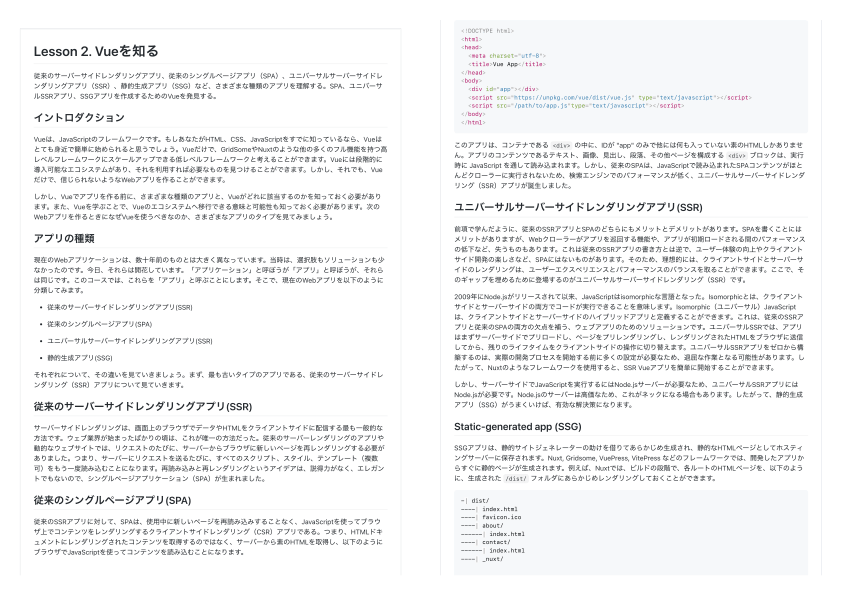 Lesson 2. Vueを知る
従来のサーバーサイドレンダリングアプリ、従来のシングルページアプリ（SPA）、ユニバーサルサーバーサイドレ
ンダリングアプリ（SSR）、静的生成アプリ（SSG）など、さまざまな種類のアプリを理解する。SPA、ユニバーサ
ルSSRアプリ、SSGアプリを作成するためのVueを発見する。
イントロダクション
Vueは、JavaScriptのフレームワークです。もしあなたがHTML、CSS、JavaScriptをすでに知っているなら、Vueは
とても身近で簡単に始められると思うでしょう。Vueだけで、GridSomeやNuxtのような他の多くのフル機能を持つ高
レベルフレームワークにスケールアップできる低レベルフレームワークと考えることができます。Vueには段階的に
導入可能なエコシステムがあり、それを利用すれば必要なものを見つけることができます。しかし、それでも、Vue
だけで、信じられないようなWebアプリを作ることができます。
しかし、Vueでアプリを作る前に、さまざまな種類のアプリと、Vueがどれに該当するのかを知っておく必要があり
ます。また、Vueを学ぶことで、Vueのエコシステムへ移行できる意味と可能性も知っておく必要があります。次の
Webアプリを作るときになぜVueを使うべきなのか、さまざまなアプリのタイプを見てみましょう。
アプリの種類
現在のWebアプリケーションは、数十年前のものとは大きく異なっています。当時は、選択肢もソリューションも少
なかったのです。今日、それらは開花しています。「アプリケーション」と呼ぼうが「アプリ」と呼ぼうが、それら
は同じです。このコースでは、これらを「アプリ」と呼ぶことにします。そこで、現在のWebアプリを以下のように
分類してみます。
• 従来のサーバーサイドレンダリングアプリ(SSR)
• 従来のシングルページアプリ(SPA)
• ユニバーサルサーバーサイドレンダリングアプリ(SSR)
• 静的生成アプリ(SSG)
それぞれについて、その違いを見ていきましょう。まず、最も古いタイプのアプリである、従来のサーバーサイドレン
ダリング（SSR）アプリについて見ていきます。
従来のサーバーサイドレンダリングアプリ(SSR)
サーバーサイドレンダリングは、画面上のブラウザでデータやHTMLをクライアントサイドに配信する最も一般的な
方法です。ウェブ業界が始まったばかりの頃は、これが唯一の方法だった。従来のサーバーレンダリングのアプリや
動的なウェブサイトでは、リクエストのたびに、サーバーからブラウザに新しいページを再レンダリングする必要が
ありました。つまり、サーバーにリクエストを送るたびに、すべてのスクリプト、スタイル、テンプレート（複数
可）をもう一度読み込むことになります。再読み込みと再レンダリングというアイデアは、説得力がなく、エレガン
トでもないので、シングルページアプリケーション（SPA）が生まれました。
従来のシングルページアプリ(SPA)
従来のSSRアプリに対して、SPAは、使用中に新しいページを再読み込みすることなく、JavaScriptを使ってブラウ
ザ上でコンテンツをレンダリングするクライアントサイドレンダリング（CSR）アプリである。つまり、HTMLドキ
ュメントにレンダリングされたコンテンツを取得するのではなく、サーバーから素のHTMLを取得し、以下のように
ブラウザでJavaScriptを使ってコンテンツを読み込むことになります。
<!DOCTYPE html>
<html>
<head>
<meta charset="utf-8">
<title>Vue App</title>
</head>
<body>
<div id="app"></div>
<script src="https://unpkg.com/vue/dist/vue.js" type="text/javascript"></script>
<script src="/path/to/app.js"type="text/javascript"></script>
</body>
</html>
このアプリは、コンテナである <div> の中に、IDが "app" のみで他には何も入っていない素のHTMLしかありませ
ん。アプリのコンテンツであるテキスト、画像、見出し、段落、その他ページを構成する <div> ブロックは、実行
時に JavaScript を通して読み込まれます。しかし、従来のSPAは、JavaScriptで読み込まれたSPAコンテンツがほと
んどクローラーに実行されないため、検索エンジンでのパフォーマンスが低く、ユニバーサルサーバーサイドレンダ
リング（SSR）アプリが誕生しました。
ユニバーサルサーバーサイドレンダリングアプリ(SSR)
前項で学んだように、従来のSSRアプリとSPAのどちらにもメリットとデメリットがあります。SPAを書くことには
メリットがありますが、Webクローラーがアプリを巡回する機能や、アプリが初期ロードされる間のパフォーマンス
の低下など、失うものもあります。これは従来のSSRアプリの書き方とは逆で、ユーザー体験の向上やクライアント
サイド開発の楽しさなど、SPAにはないものがあります。そのため、理想的には、クライアントサイドとサーバーサ
イドのレンダリングは、ユーザーエクスペリエンスとパフォーマンスのバランスを取ることができます。ここで、そ
のギャップを埋めるために登場するのが、ユニバーサルサーバーサイドレンダリング（SSR）です。
2009年にNode.jsがリリースされて以来、JavaScriptはisomorphicな言語となった。Isomorphicとは、クライアント
サイドとサーバーサイドの両方でコードが実行できることを意味します。Isomorphic（ユニバーサル）JavaScript
は、クライアントサイドとサーバーサイドのハイブリッドアプリと定義することができます。これは、従来のSSRア
プリと従来のSPAの両方の欠点を補う、ウェブアプリのためのソリューションです。ユニバーサルSSRでは、アプリ
はまずサーバーサイドでプリロードし、ページをプリレンダリングし、レンダリングされたHTMLをブラウザに送信
してから、残りのライフタイムをクライアントサイドの操作に切り替えます。ユニバーサルSSRアプリをゼロから構
築するのは、実際の開発プロセスを開始する前に多くの設定が必要なため、退屈な作業となる可能性があります。し
たがって、Nuxtのようなフレームワークを使用すると、SSR Vueアプリを簡単に開始することができます。
しかし、サーバーサイドでJavaScriptを実行するにはNode.jsサーバーが必要なため、ユニバーサルSSRアプリには
Node.jsが必要です。Node.jsのサーバーは高価なため、これがネックになる場合もあります。したがって、静的生成
アプリ（SSG）がうまくいけば、有効な解決策になります。
Static-generated app (SSG)
SSGアプリは、静的サイトジェネレーターの助けを借りてあらかじめ生成され、静的なHTMLページとしてホスティ
ングサーバーに保存されます。Nuxt, Gridsome, VuePress, VitePress などのフレームワークでは、開発したアプリか
らすぐに静的ページが生成されます。例えば、Nuxtでは、ビルドの段階で、各ルートのHTMLページを、以下のよう
に、生成された /dist/ フォルダにあらかじめレンダリングしておくことができます。
-| dist/
----| index.html
----| favicon.ico
----| about/
------| index.html
----| contact/
------| index.html
----| _nuxt/